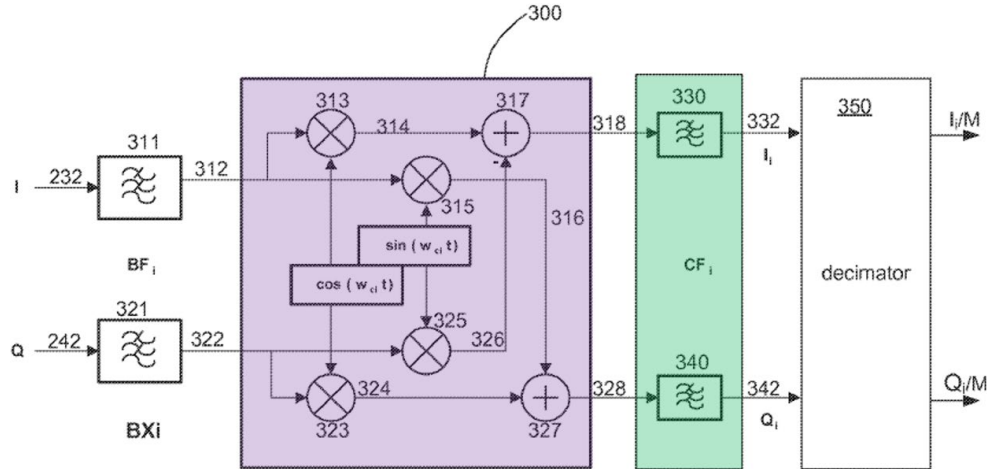 300
313
317
330
350
311
314
318
332
I_i/M
I
232
312
I_i
315
316
sin ( w_ci t )
BF_i
cos ( w_ci t )
CF_i
decimator
321
325
340
Q
242
322
326
324
328
342
Q_i/M
BXi
323
327
Q_i